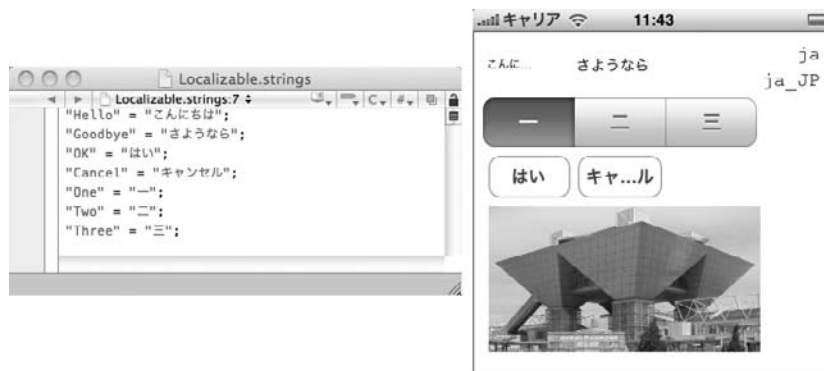 Localizable.strings
Localizable.strings:7
"Hello" = "こんにちは";
"Goodbye" = "さようなら";
"OK" = "はい";
"Cancel" = "キャンセル";
"One" = "一";
"Two" = "二";
"Three" = "三";
キャリア 11:43
こんに... さようなら ja
ja_JP
一 二 三
はい キャ...ル